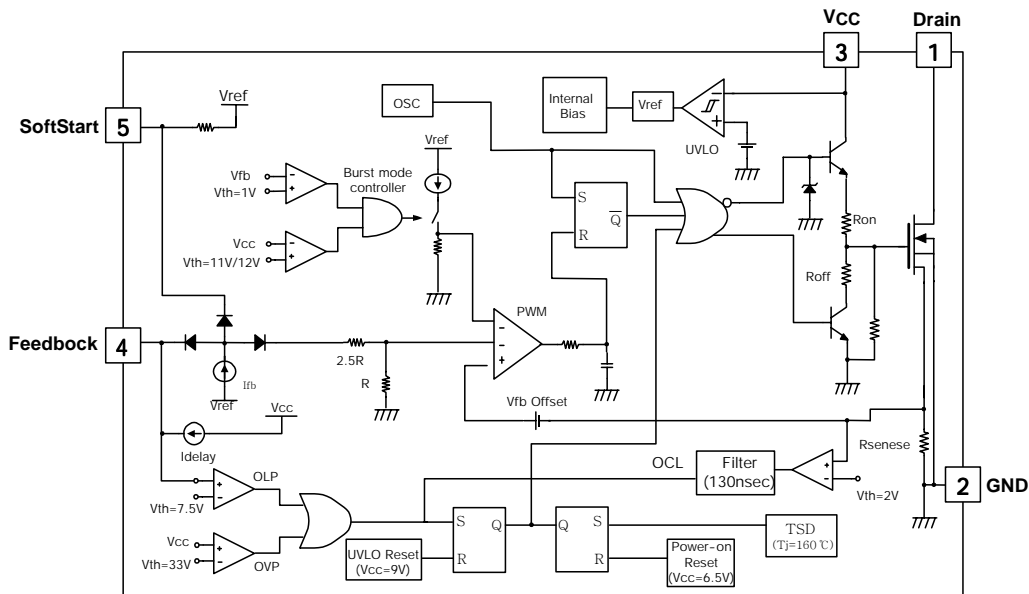 VCC
Drain
3
1
Vref
SoftStart
5
OSC
Internal
Bias
Vref
UVLO
Vref
Burst mode
controller
Vfb
Vth=1V
Vcc
Vth=11V/12V
S
R
Q
Ron
Roff
PWM
Feedbock
4
2.5R
R
Ifb
Vref
Vcc
Idelay
Vfb Offset
Rsenese
OCL
Filter
(130nsec)
Vth=2V
2
GND
OLP
Vth=7.5V
Vcc
Vth=33V
OVP
UVLO Reset
(Vcc=9V)
S
R
Q
Q
S
R
TSD
(Tj=160℃)
Power-on
Reset
(Vcc=6.5V)